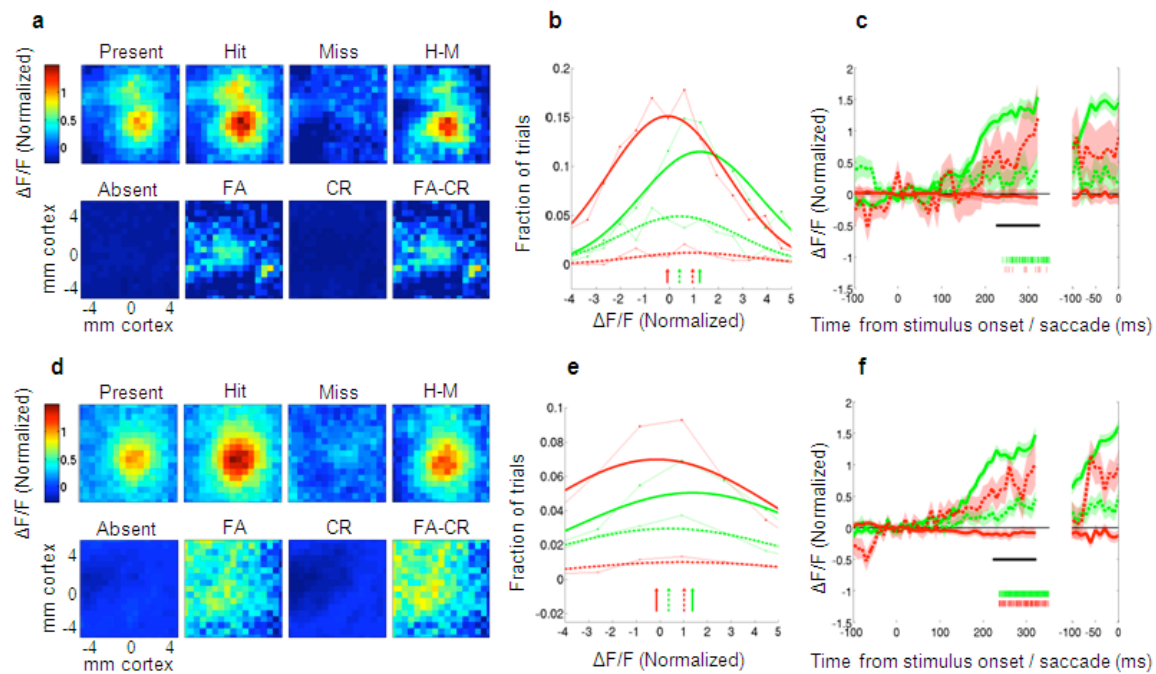 a
b
c
Present Hit Miss H-M
ΔF/F (Normalized)
1
0.5
0
Absent FA CR FA-CR
mm cortex
4
0
-4
-4 0 4
mm cortex
Fraction of trials
0.2
0.15
0.1
0.05
0
-4 -3 -2 -1 0 1 2 3 4 5
ΔF/F (Normalized)
ΔF/F (Normalized)
2
1.5
1
0.5
0
-0.5
-1
-1.5
-100 0 100 200 300 -100 -50 0
Time from stimulus onset / saccade (ms)
d
e
f
Present Hit Miss H-M
ΔF/F (Normalized)
1
0.5
0
Absent FA CR FA-CR
mm cortex
4
0
-4
-4 0 4
mm cortex
Fraction of trials
0.1
0.08
0.06
0.04
0.02
0
-0.02
-4 -3 -2 -1 0 1 2 3 4 5
ΔF/F (Normalized)
ΔF/F (Normalized)
2
1.5
1
0.5
0
-0.5
-1
-1.5
-100 0 100 200 300 -100 -50 0
Time from stimulus onset / saccade (ms)